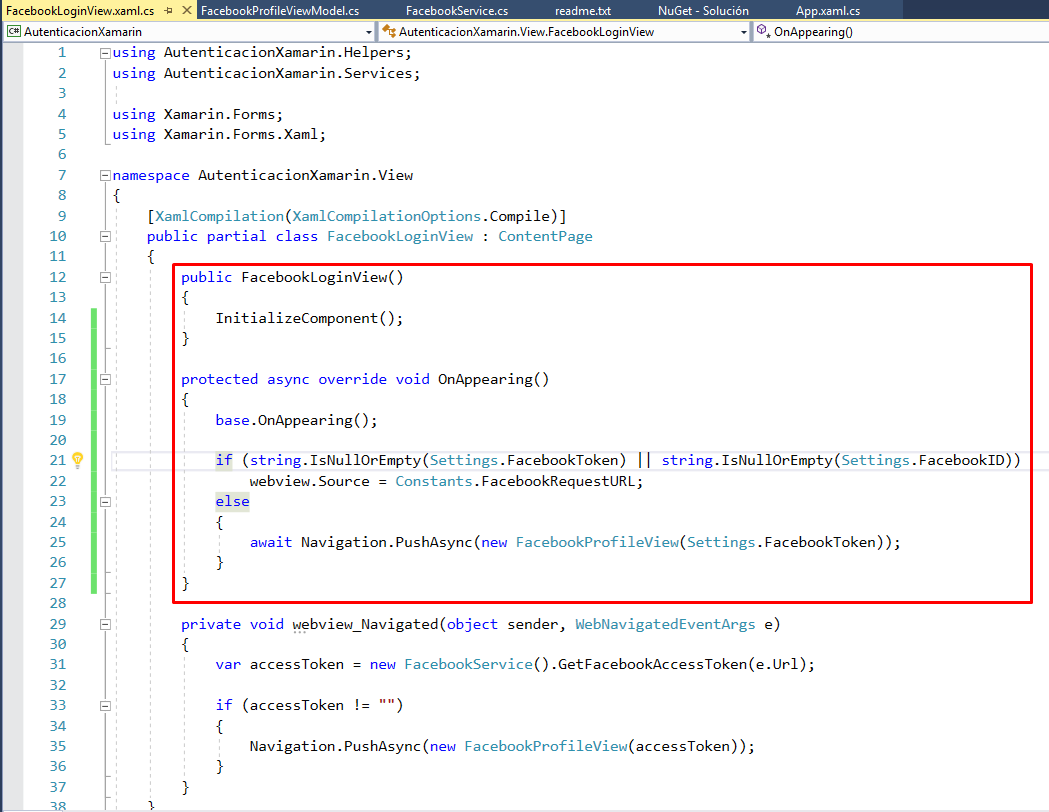 FacebookLoginView.xaml.cs FacebookProfileViewModel.cs FacebookService.cs readme.txt NuGet - Solución App.xaml.cs
C# AutenticacionXamarin AutenticacionXamarin.View.FacebookLoginView OnAppearing()
1 using AutenticacionXamarin.Helpers;
2 using AutenticacionXamarin.Services;
3
4 using Xamarin.Forms;
5 using Xamarin.Forms.Xaml;
6
7 namespace AutenticacionXamarin.View
8 {
9 [XamlCompilation(XamlCompilationOptions.Compile)]
10 public partial class FacebookLoginView : ContentPage
11 {
12 public FacebookLoginView()
13 {
14 InitializeComponent();
15 }
16
17 protected async override void OnAppearing()
18 {
19 base.OnAppearing();
20
21 if (string.IsNullOrEmpty(Settings.FacebookToken) || string.IsNullOrEmpty(Settings.FacebookID))
22 webview.Source = Constants.FacebookRequestURL;
23 else
24 {
25 await Navigation.PushAsync(new FacebookProfileView(Settings.FacebookToken));
26 }
27 }
28
29 private void webview_Navigated(object sender, WebNavigatedEventArgs e)
30 {
31 var accessToken = new FacebookService().GetFacebookAccessToken(e.Url);
32
33 if (accessToken != "")
34 {
35 Navigation.PushAsync(new FacebookProfileView(accessToken));
36 }
37 }
38 }